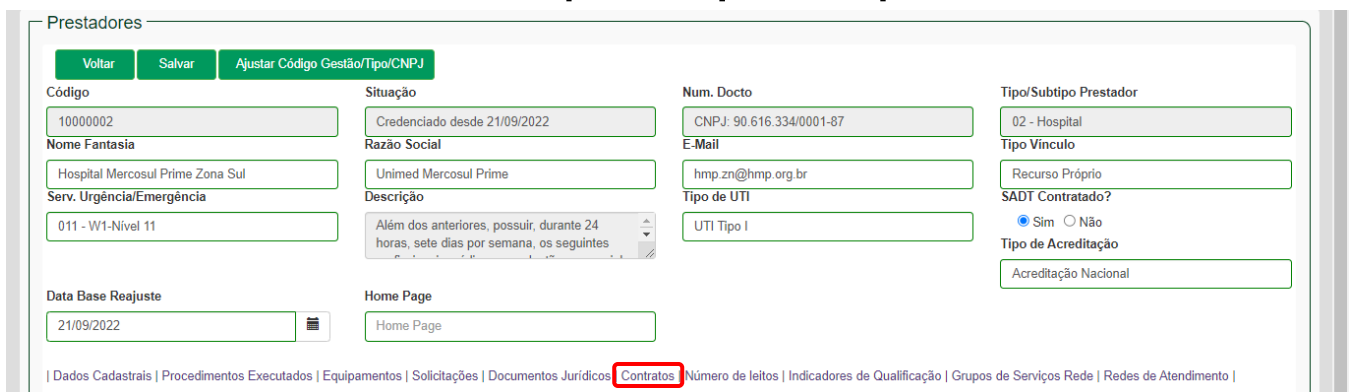 Prestadores
Voltar Salvar Ajustar Código Gestão/Tipo/CNPJ
Código Situação Num. Docto Tipo/Subtipo Prestador
10000002 Credenciado desde 21/09/2022 CNPJ: 90.616.334/0001-87 02 - Hospital
Nome Fantasia Razão Social E-Mail Tipo Vínculo
Hospital Mercosul Prime Zona Sul Unimed Mercosul Prime hmp.zn@hmp.org.br Recurso Próprio
Serv. Urgência/Emergência Descrição Tipo de UTI SADT Contratado?
011 - W1-Nível 11 Além dos anteriores, possuir, durante 24 UTI Tipo I Sim Não
horas, sete dias por semana, os seguintes
Tipo de Acreditação
Acreditação Nacional
Data Base Reajuste Home Page
21/09/2022 Home Page
| Dados Cadastrais | Procedimentos Executados | Equipamentos | Solicitações | Documentos Jurídicos | Contratos | Número de leitos | Indicadores de Qualificação | Grupos de Serviços Rede | Redes de Atendimento |